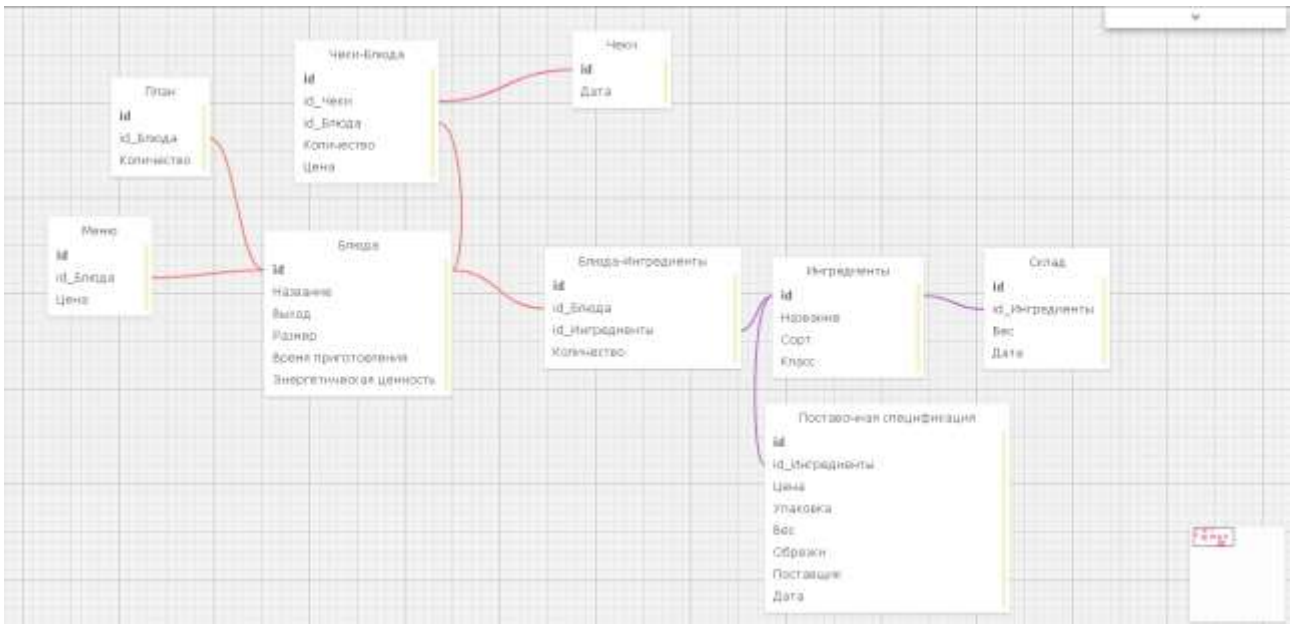 План
id
id_Блюда
Количество
Чеки-Блюда
id
id_Чеки
id_Блюда
Количество
Цена
Чеки
id
Дата
Меню
id
id_Блюда
Цена
Блюда
id
Название
Выход
Размер
Время приготовления
Энергетическая ценность
Блюда-Ингредиенты
id
id_Блюда
id_Ингредиенты
Количество
Ингредиенты
id
Название
Сорт
Класс
Склад
id
id_Ингредиенты
Вес
Дата
Поставочная спецификация
id
id_Ингредиенты
Цена
Упаковка
Вес
Обрезки
Поставщик
Дата